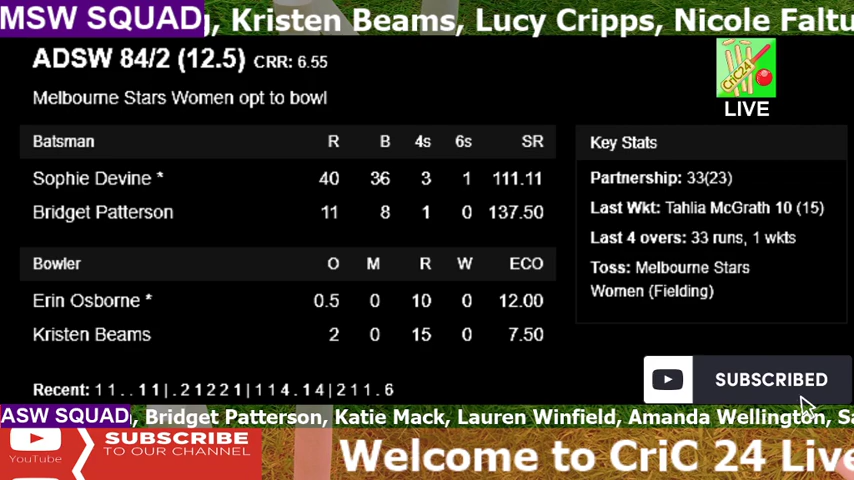 MSW SQUAD, Kristen Beams, Lucy Cripps, Nicole Faltu
ADSW 84/2 (12.5) CRR: 6.55
Melbourne Stars Women opt to bowl
CriC24
LIVE
Batsman R B 4s 6s SR
Sophie Devine * 40 36 3 1 111.11
Bridget Patterson 11 8 1 0 137.50
Bowler O M R W ECO
Erin Osborne * 0.5 0 10 0 12.00
Kristen Beams 2 0 15 0 7.50
Key Stats
Partnership: 33(23)
Last Wkt: Tahlia McGrath 10 (15)
Last 4 overs: 33 runs, 1 wkts
Toss: Melbourne Stars
Women (Fielding)
SUBSCRIBED
Recent: 1 1 . . 1 1 | . 2 1 2 2 1 | 1 1 4 . 1 4 | 2 1 1 . 6
ASW SQUAD, Bridget Patterson, Katie Mack, Lauren Winfield, Amanda Wellington, Sa
YouTube
SUBSCRIBE
TO OUR CHANNEL
Welcome to CriC 24 Live